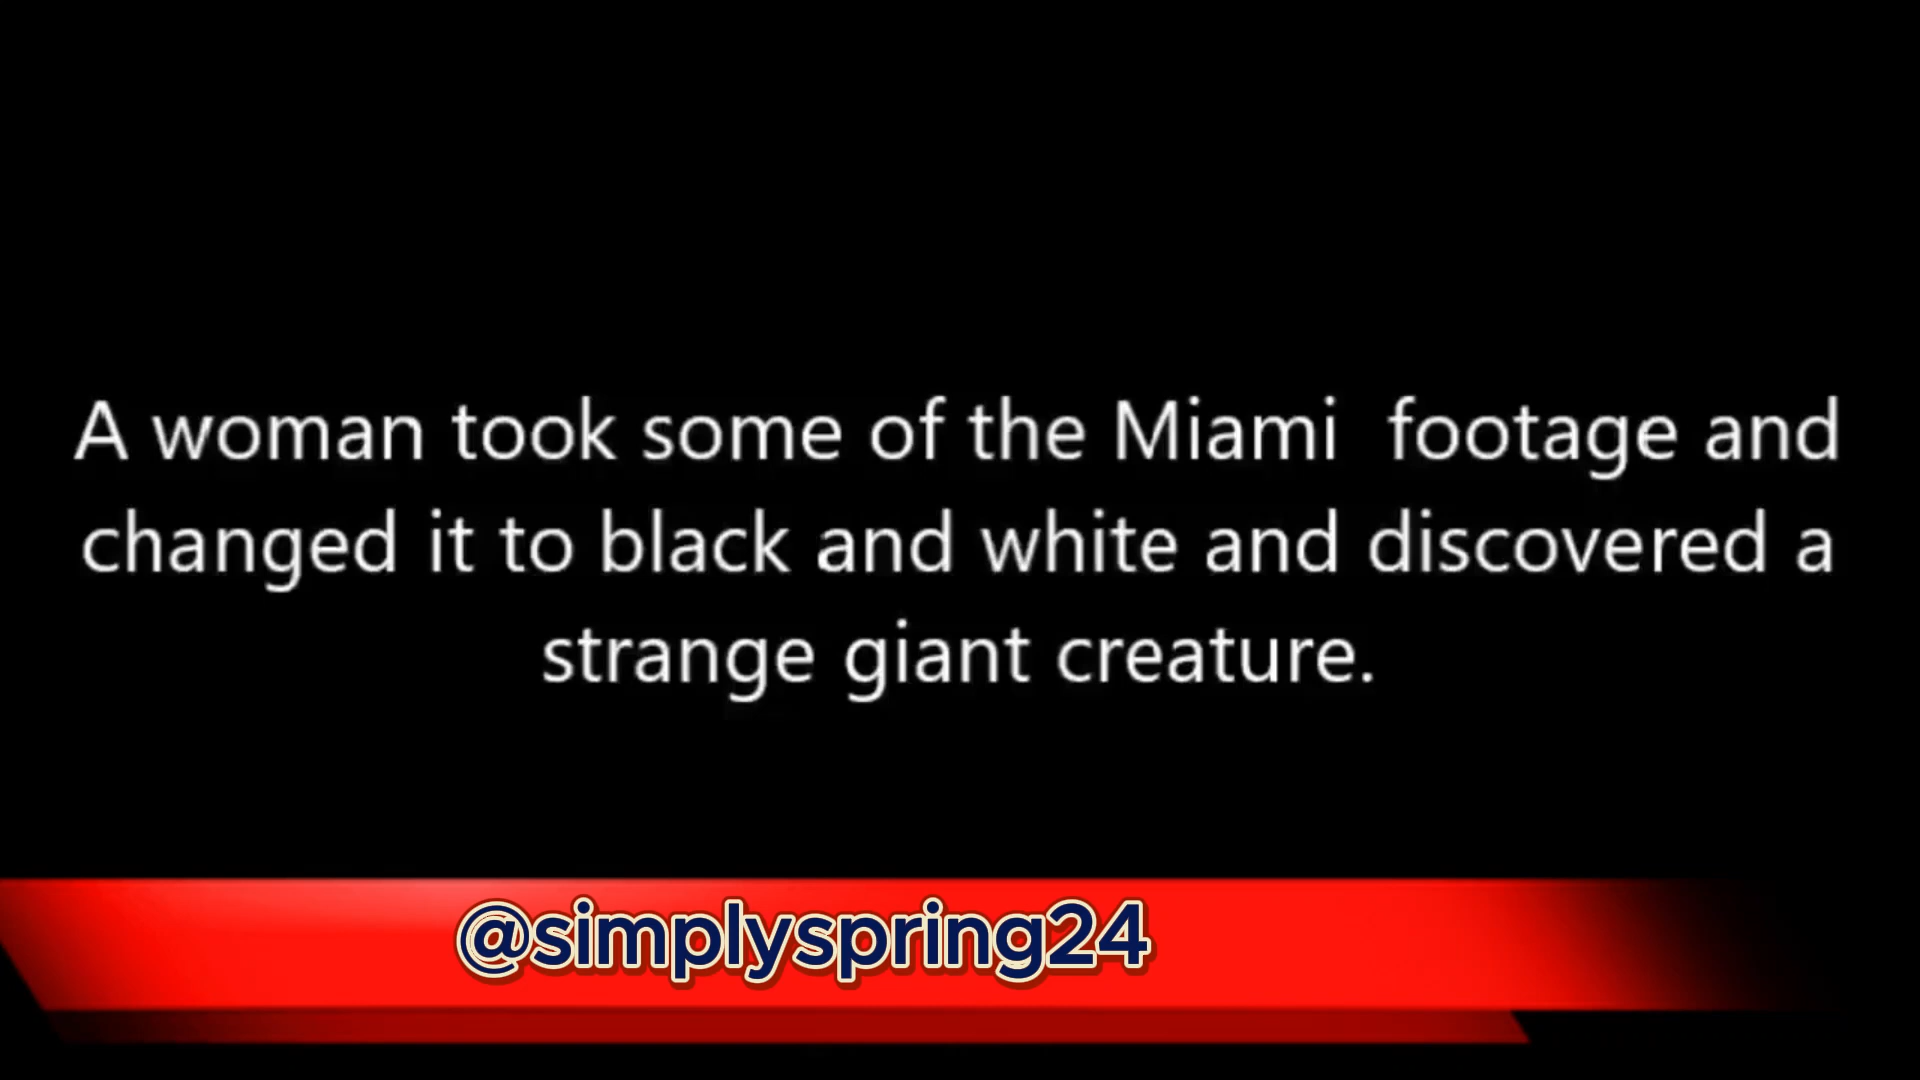 A woman took some of the Miami  footage and
changed it to black and white and discovered a
strange giant creature.
@simplyspring24